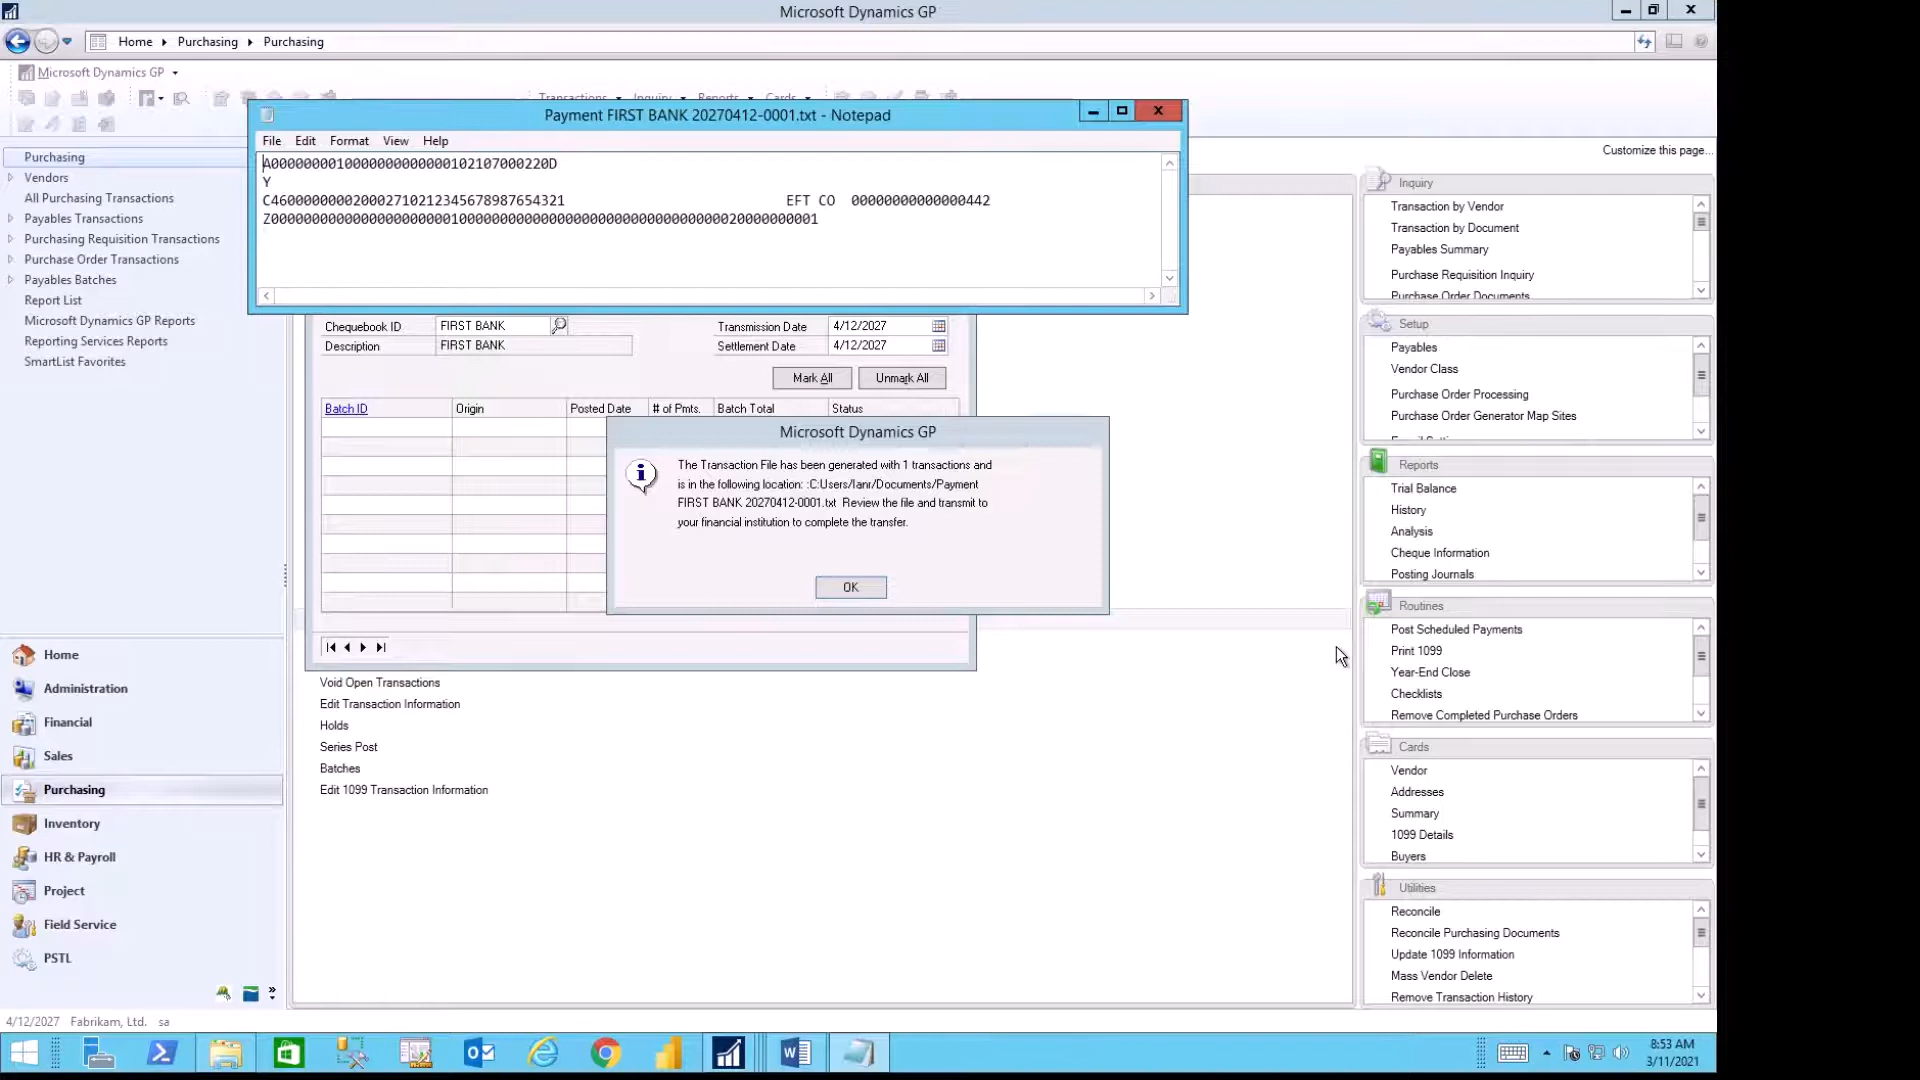 Microsoft Dynamics GP
Home Purchasing Purchasing
Microsoft Dynamics GP
Transactions Inquiry Reports Cards
Payment FIRST BANK 20270412-0001.txt - Notepad
File Edit Format View Help
Y
C460000000020002710212345678987654321 EFT CO 00000000000000442
Customize this page...
Purchasing
Vendors
All Purchasing Transactions
Payables Transactions
Purchasing Requisition Transactions
Purchase Order Transactions
Payables Batches
Report List
Microsoft Dynamics GP Reports
Reporting Services Reports
SmartList Favorites
Chequebook ID FIRST BANK
Transmission Date 4/12/2027
Description FIRST BANK
Settlement Date 4/12/2027
Mark All Unmark All
Batch ID Origin Posted Date # of Pmts. Batch Total Status
Microsoft Dynamics GP
The Transaction File has been generated with 1 transactions and
is in the following location: :C:Users/Ianr/Documents/Payment
FIRST BANK 20270412-0001.txt Review the file and transmit to
your financial institution to complete the transfer.
OK
Void Open Transactions
Edit Transaction Information
Holds
Series Post
Batches
Edit 1099 Transaction Information
Inquiry
Transaction by Vendor
Transaction by Document
Payables Summary
Purchase Requisition Inquiry
Purchase Order Documents
Setup
Payables
Vendor Class
Purchase Order Processing
Purchase Order Generator Map Sites
Reports
Trial Balance
History
Analysis
Cheque Information
Posting Journals
Routines
Post Scheduled Payments
Print 1099
Year-End Close
Checklists
Remove Completed Purchase Orders
Cards
Vendor
Addresses
Summary
1099 Details
Buyers
Utilities
Reconcile
Reconcile Purchasing Documents
Update 1099 Information
Mass Vendor Delete
Remove Transaction History
Home
Administration
Financial
Sales
Purchasing
Inventory
HR & Payroll
Project
Field Service
PSTL
4/12/2027 Fabrikam, Ltd. sa
8:53 AM
3/11/2021